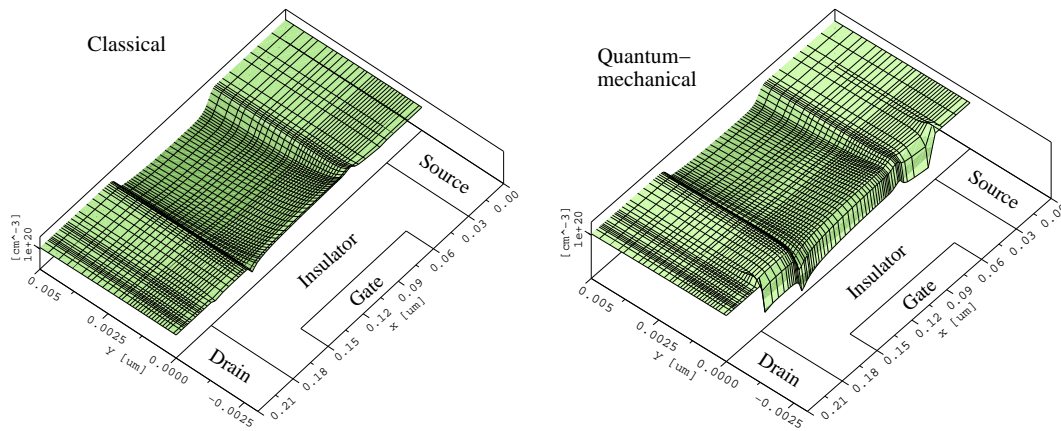 Classical
Source
Insulator
Gate
Drain
[cm^-3]
1e+20
0.005
0.0025
0.0000
-0.0025
y [um]
0.00
0.03
0.06
0.09
0.12
0.15
0.18
0.21
x [um]
Quantum−
mechanical
Source
Insulator
Gate
Drain
[cm^-3]
1e+20
0.005
0.0025
0.0000
-0.0025
y [um]
0.00
0.03
0.06
0.09
0.12
0.15
0.18
0.21
x [um]